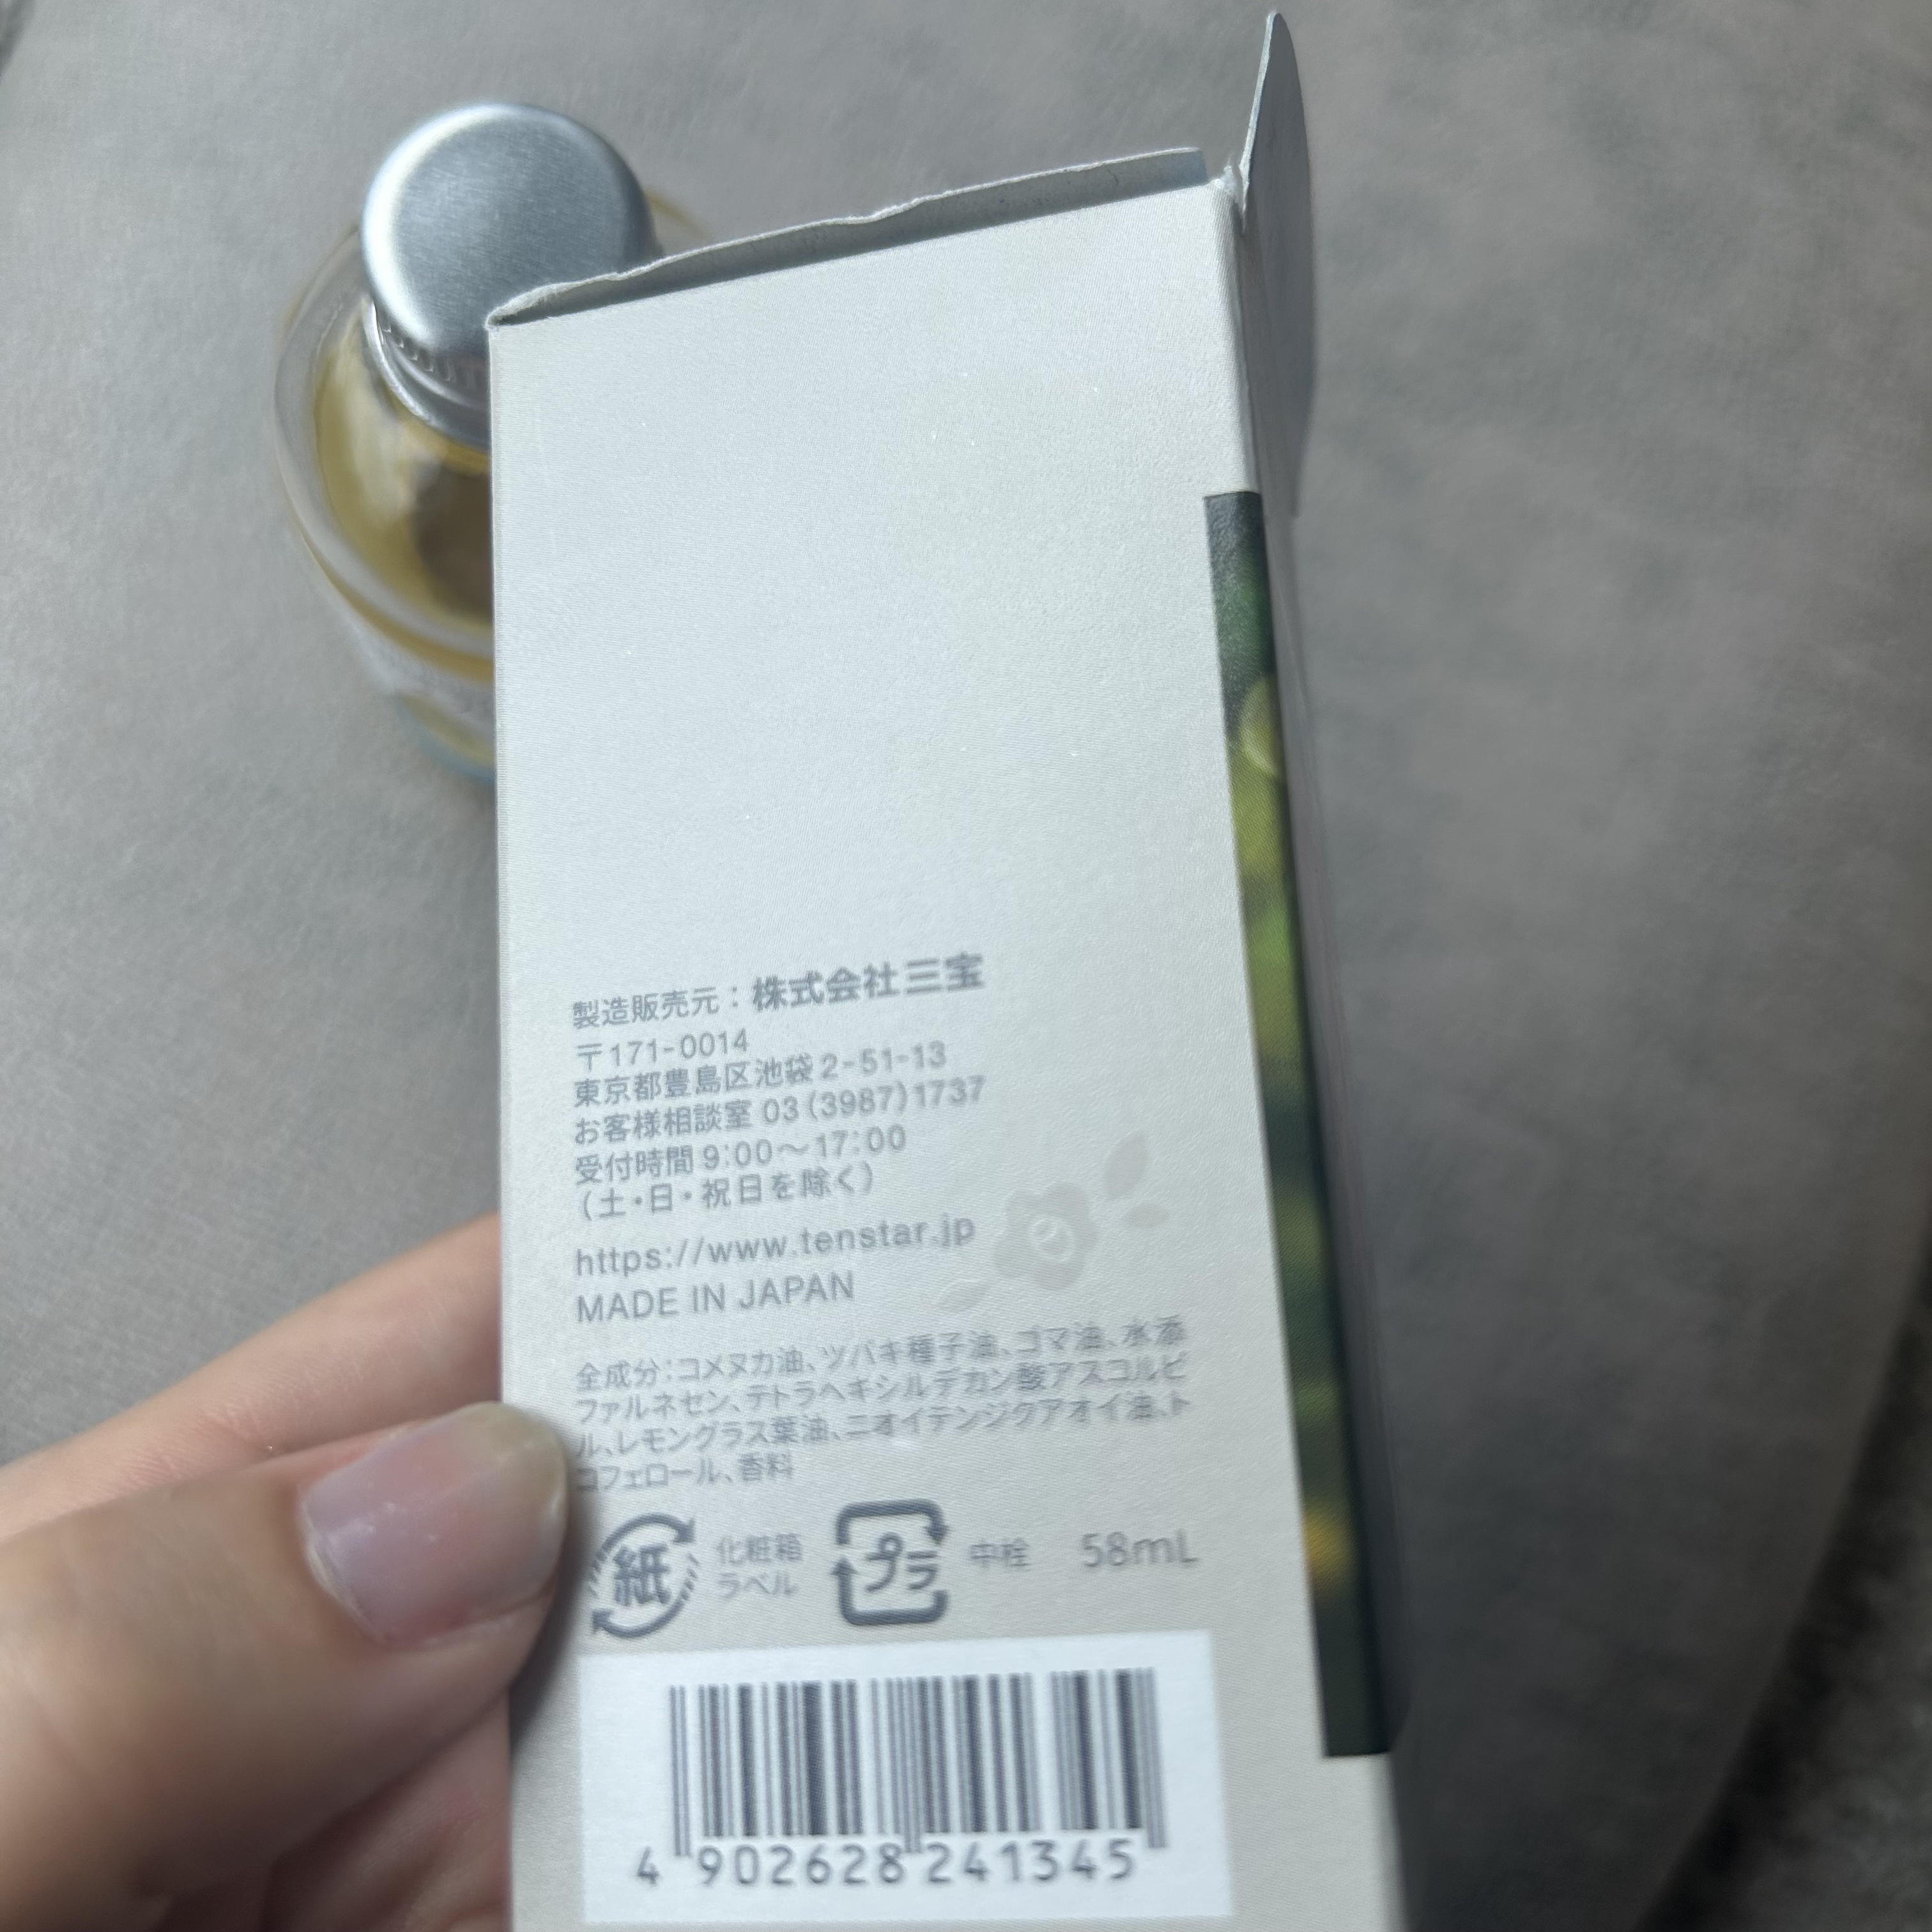 製造販売元：株式会社三宝
〒171-0014
東京都豊島区池袋2-51-13
お客様相談室 03(3987)1737
受付時間9:00〜17:00
(土・日・祝日を除く)
https://www.tenstar.jp
MADE IN JAPAN
全成分：コメヌカ油、ツバキ種子油、ゴマ油、水添
ファルネセン、テトラヘキシルデカン酸アスコルビ
ル、レモングラス葉油、ニオイテンジクアオイ油、ト
コフェロール、香料
紙 化粧箱 プラ 中栓 58mL
ラベル
4 902628 241345